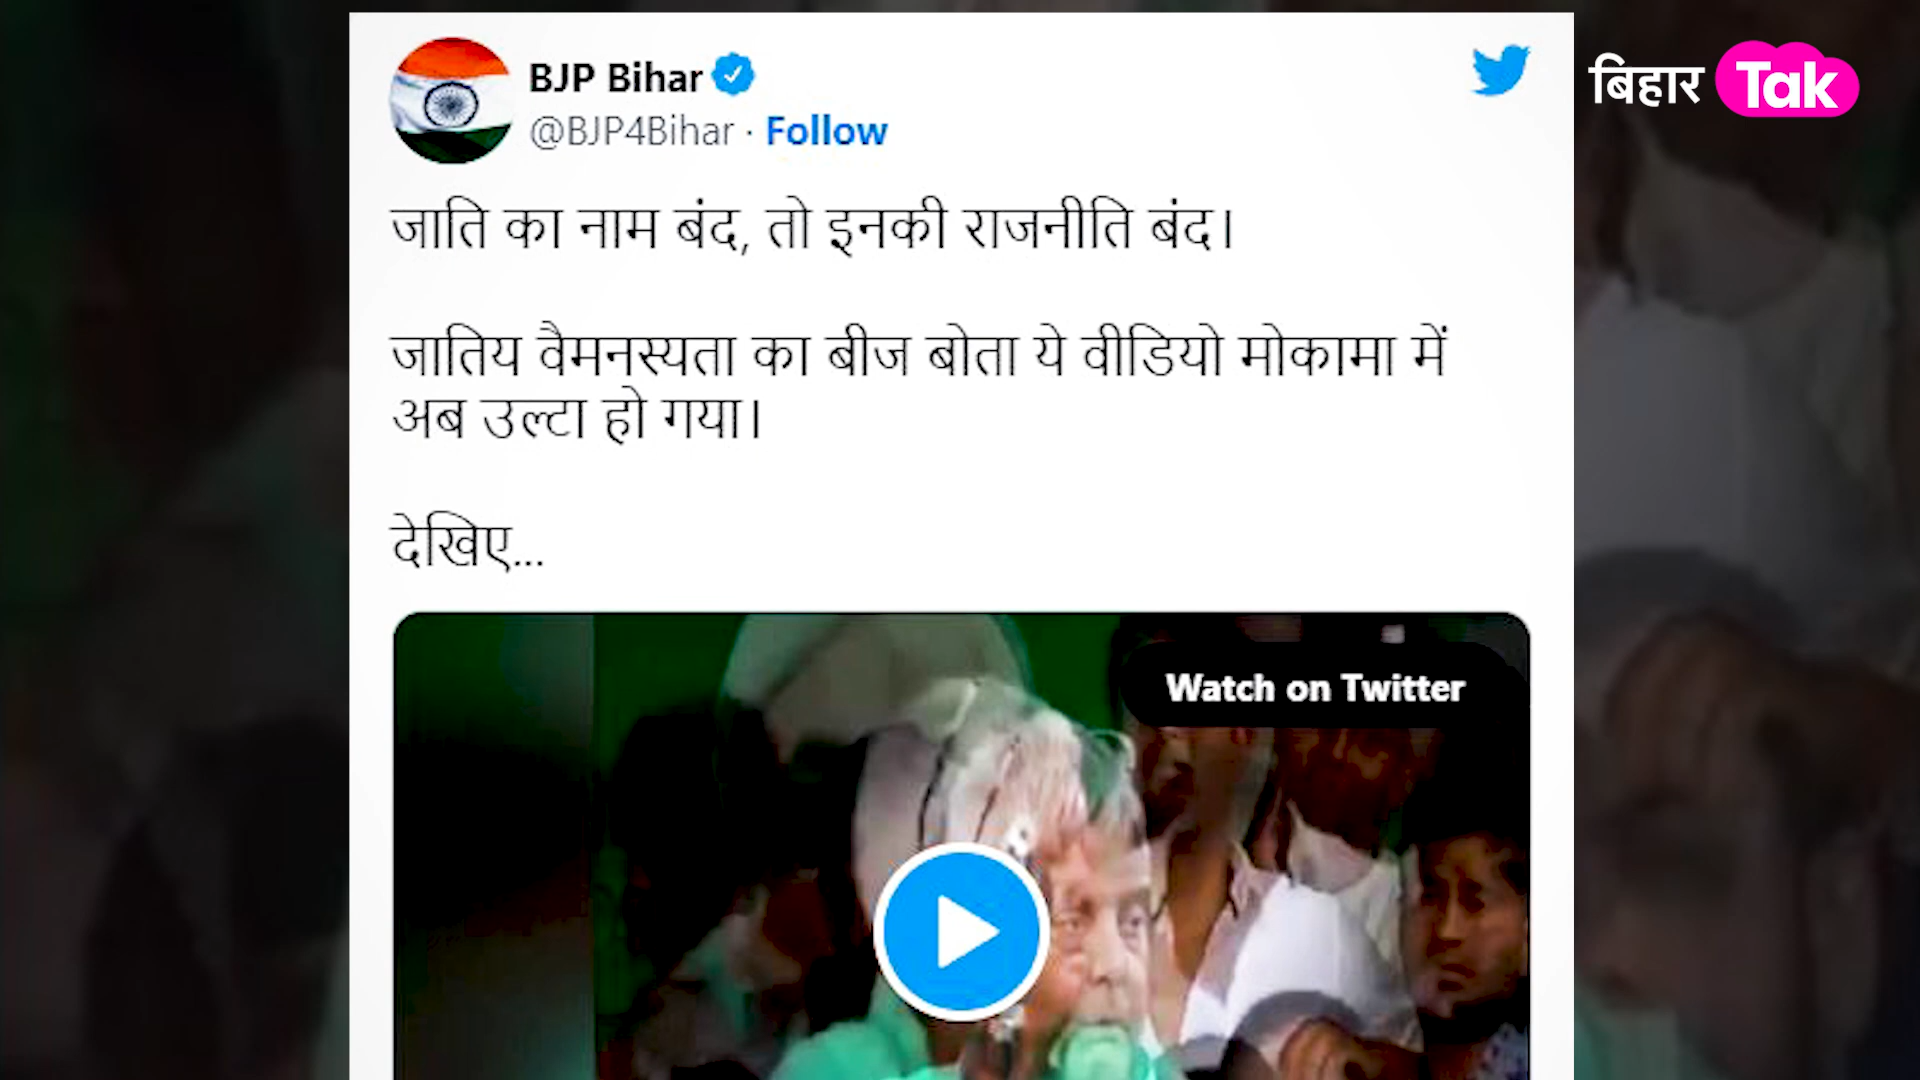 BJP Bihar
@BJP4Bihar · Follow
बिहार Tak
जाति का नाम बंद, तो इनकी राजनीति बंद।
जातिय वैमनस्यता का बीज बोता ये वीडियो मोकामा में
अब उल्टा हो गया।
देखिए...
Watch on Twitter